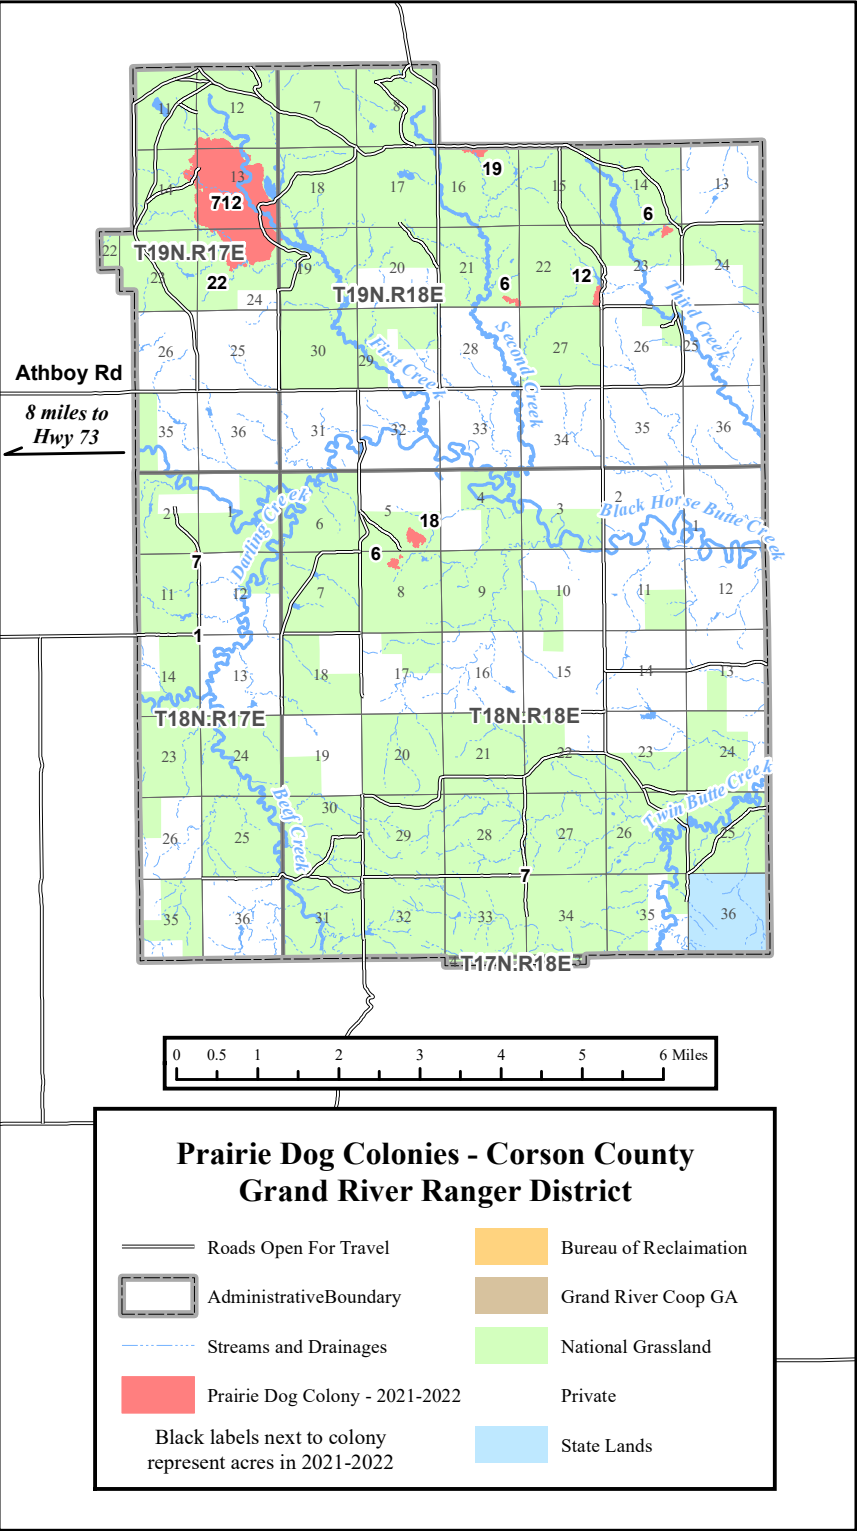 11 12 7 8
14 13 18 17 16 15 14 13
712
19
6
22 T19N.R17E
23 22 24 19 20 21 22 23 24
T19N.R18E
6 12
Third Creek
26 25 30 29 28 27 26 25
First Creek
Second Creek
Athboy Rd
8 miles to
Hwy 73
35 36 31 32 33 34 35 36
2 1 6 5 4 3 2 1
18
Black Horse Butte Creek
Darling Creek
7 6
11 12 7 8 9 10 11 12
1
14 13 18 17 16 15 14 13
T18N.R17E T18N.R18E
23 24 19 20 21 22 23 24
Twin Butte Creek
Beef Creek
26 25 30 29 28 27 26 25
7
35 36 31 32 33 34 35 36
T17N.R18E
0 0.5 1 2 3 4 5 6 Miles
Prairie Dog Colonies - Corson County
Grand River Ranger District
Roads Open For Travel
AdministrativeBoundary
Streams and Drainages
Prairie Dog Colony - 2021-2022
Black labels next to colony
represent acres in 2021-2022
Bureau of Reclaimation
Grand River Coop GA
National Grassland
Private
State Lands